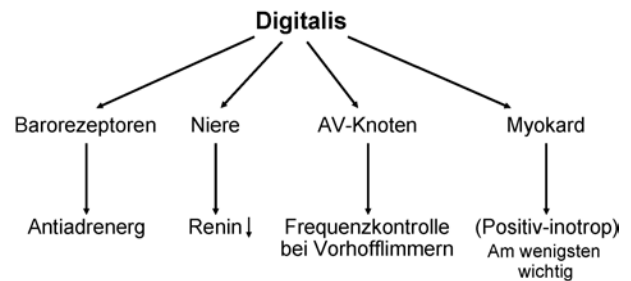 Digitalis
Barorezeptoren Niere AV-Knoten Myokard
Antiadrenerg Renin↓ Frequenzkontrolle (Positiv-inotrop)
bei Vorhofflimmern Am wenigsten
wichtig